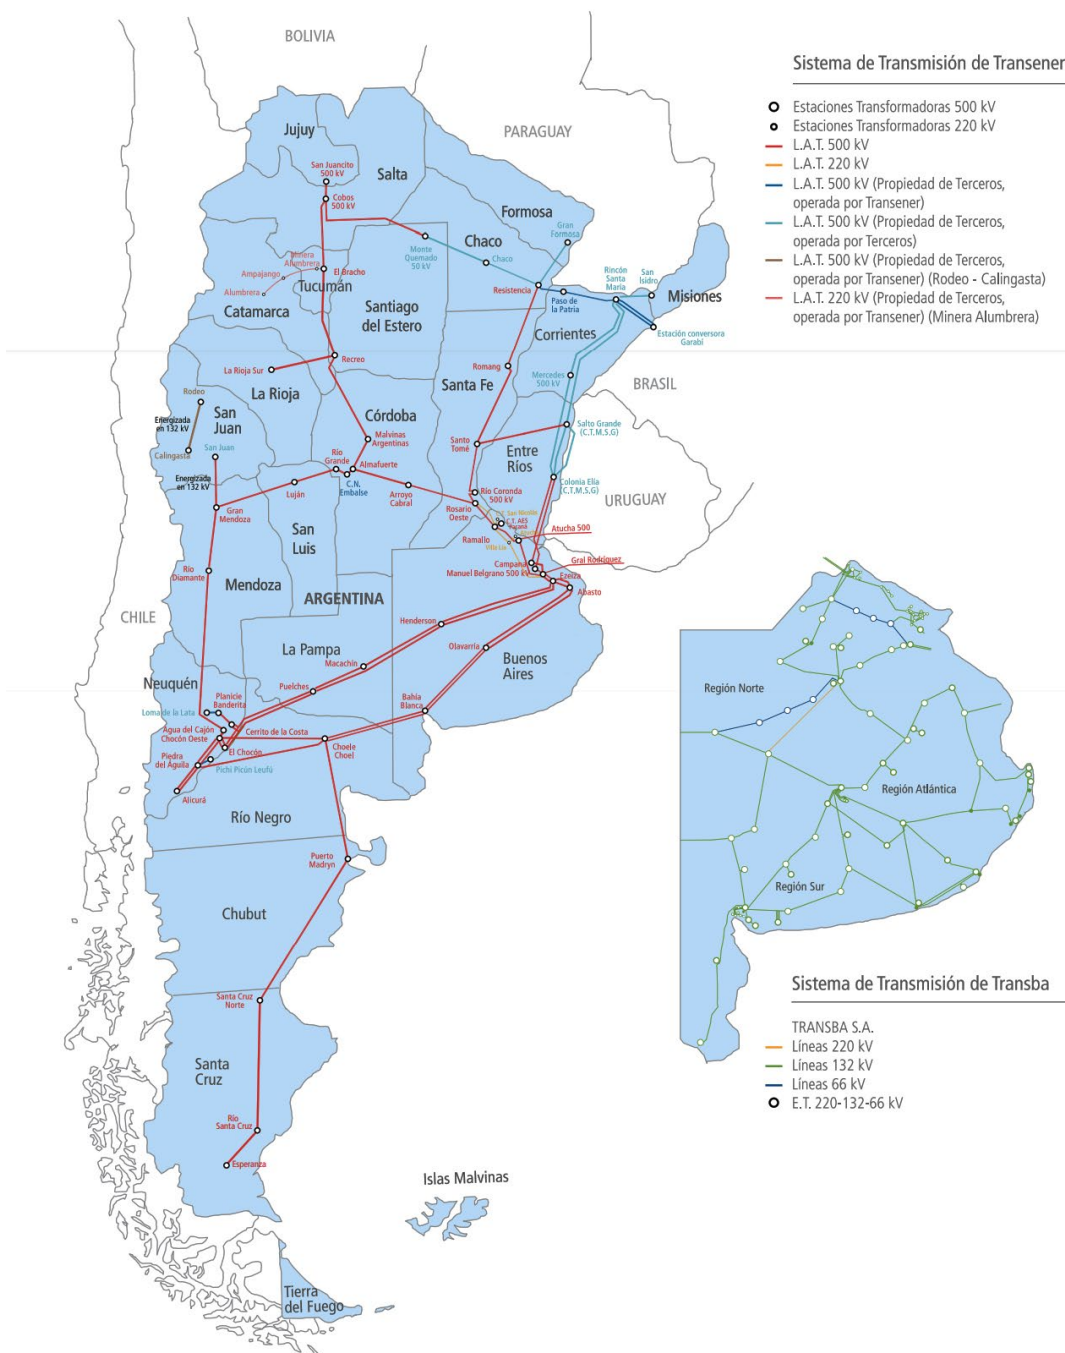 BOLIVIA
PARAGUAY
BRASIL
URUGUAY
CHILE
Sistema de Transmisión de Transener
Estaciones Transformadoras 500 kV
Estaciones Transformadoras 220 kV
L.A.T. 500 kV
L.A.T. 220 kV
L.A.T. 500 kV (Propiedad de Terceros,
operada por Transener)
L.A.T. 500 kV (Propiedad de Terceros,
operada por Terceros)
L.A.T. 500 kV (Propiedad de Terceros,
operada por Transener) (Rodeo - Calingasta)
L.A.T. 220 kV (Propiedad de Terceros,
operada por Transener) (Minera Alumbrera)
Jujuy
San Juancito
500 kV
Salta
Cobos
500 kV
Formosa
Gran
Formosa
Chaco
Monte
Quemado
50 kV
Chaco
Minera
Alumbrera
El Bracho
Ampajango
Alumbrera
Tucumán
Catamarca
Santiago
del Estero
Resistencia
Paso de
la Patria
Rincón
Santa
María
San
Isidro
Misiones
Estación conversora
Garabí
Corrientes
Recreo
La Rioja Sur
La Rioja
Romang
Santa Fe
Mercedes
500 kV
Rodeo
Energizada
en 132 kV
Calingasta
San
Juan
San Juan
Energizada
en 132 kV
Córdoba
Malvinas
Argentinas
Río
Grande
Almafuerte
C.N.
Embalse
Santo
Tomé
Salto Grande
(C,T,M,S,G)
Entre
Ríos
Colonia Elía
(C,T,M,S,G)
Luján
Gran
Mendoza
Arroyo
Cabral
Río Coronda
500 kV
Rosario
Oeste
San Nicolás
C.T. AES
Paraná
Ramallo
Villa Lía
Atucha 500
Campana
Manuel Belgrano 500 kV
Gral Rodríguez
Ezeiza
Abasto
San
Luis
Río
Diamante
Mendoza
ARGENTINA
Henderson
Olavarría
Buenos
Aires
La Pampa
Macachín
Puelches
Neuquén
Loma de la Lata
Planicie
Banderita
Bahía
Blanca
Agua del Cajón
Chocón Oeste
Cerrito de la Costa
El Chocón
Choele
Choel
Piedra
del Águila
Pichi Picún Leufú
Alicurá
Río Negro
Puerto
Madryn
Chubut
Santa Cruz
Norte
Santa
Cruz
Río
Santa Cruz
Esperanza
Islas Malvinas
Tierra
del Fuego
Región Norte
Región Atlántica
Región Sur
Sistema de Transmisión de Transba
TRANSBA S.A.
Líneas 220 kV
Líneas 132 kV
Líneas 66 kV
E.T. 220-132-66 kV